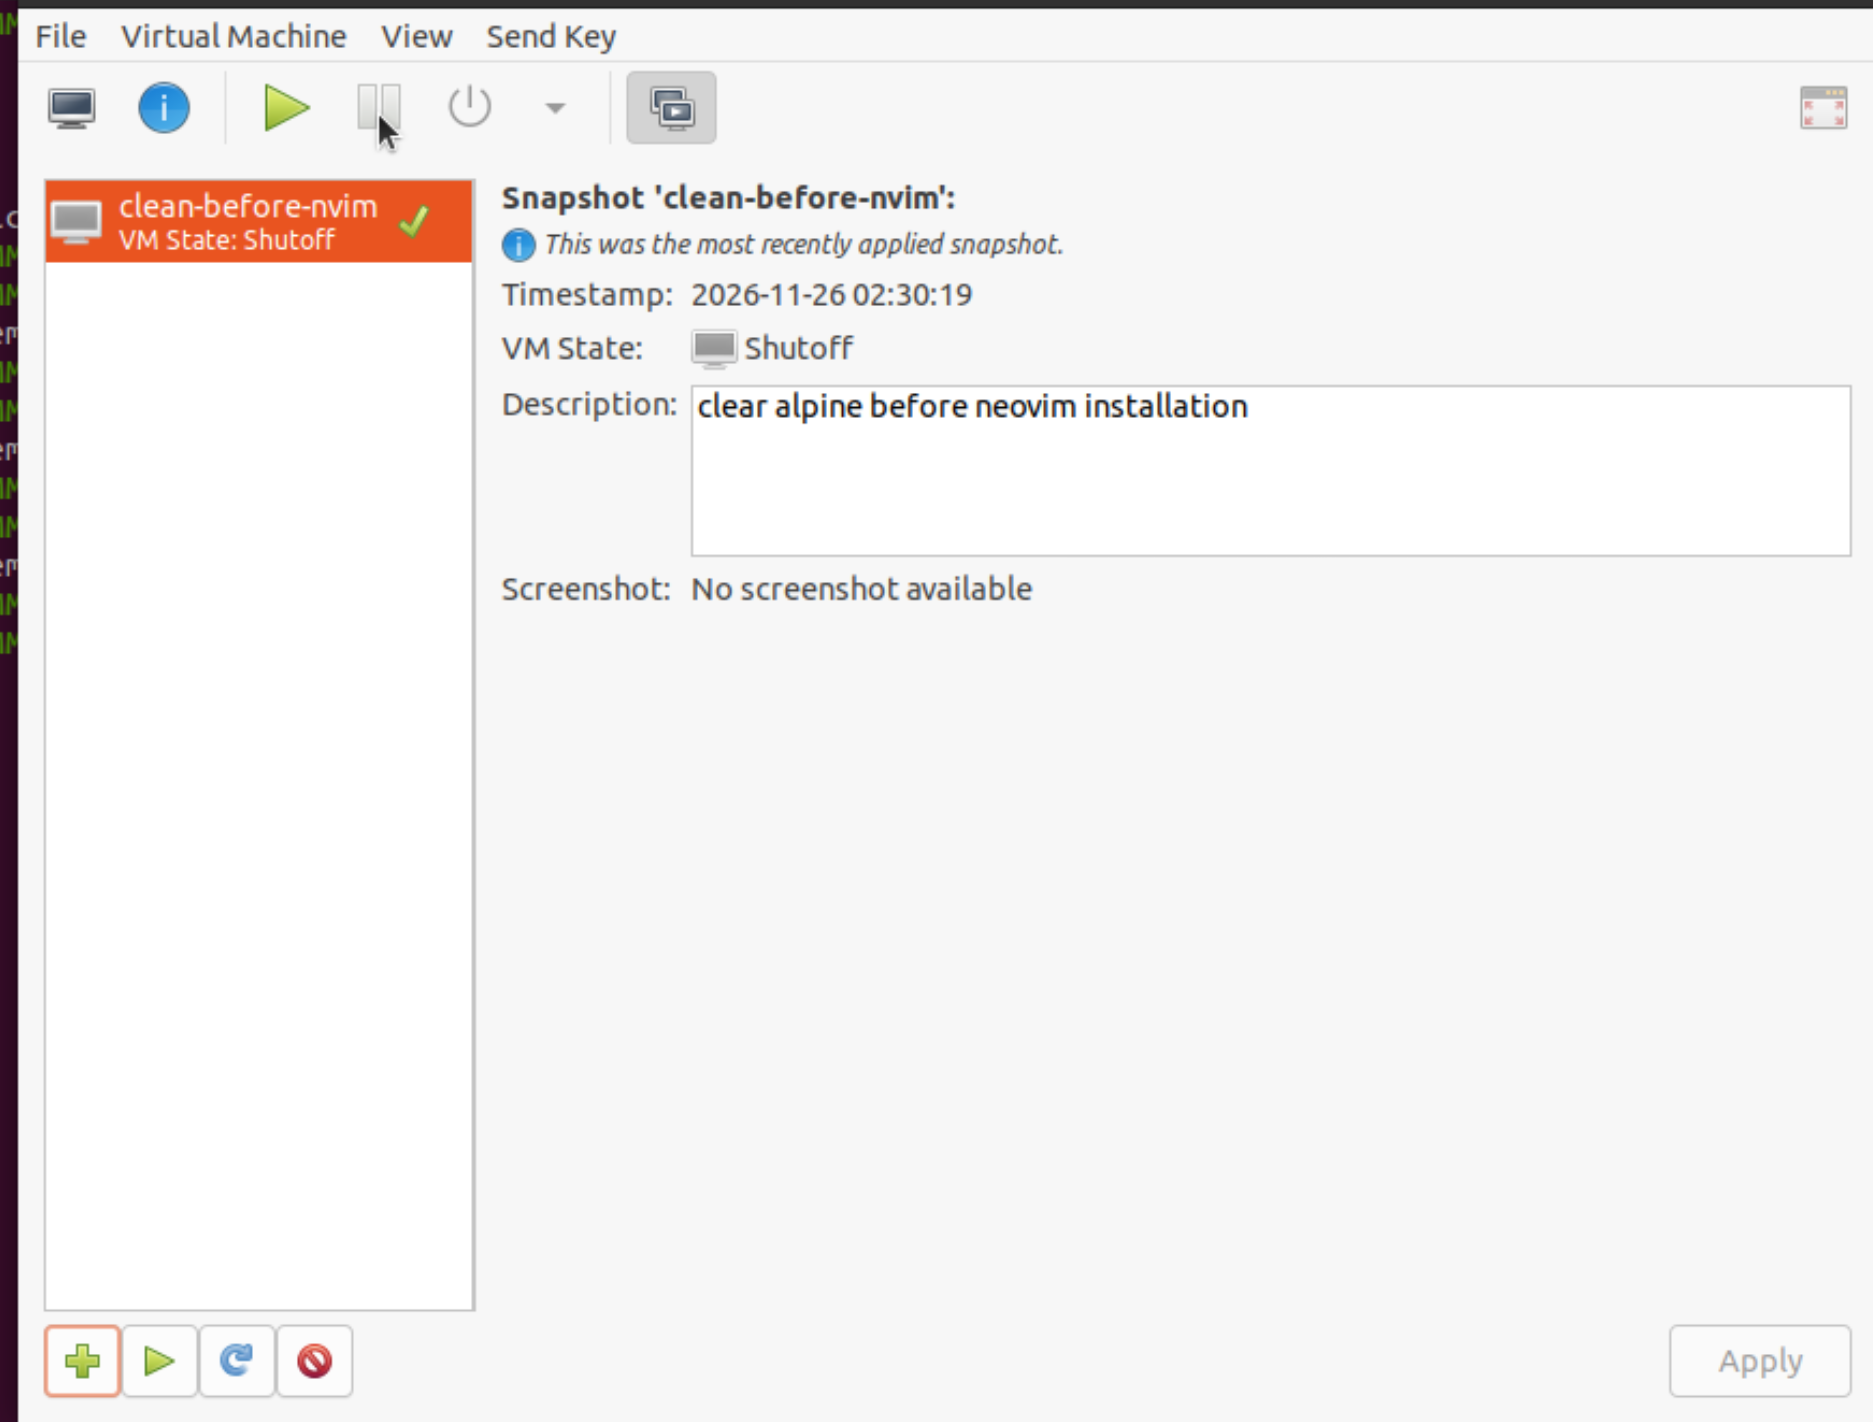 File Virtual Machine View Send Key
clean-before-nvim
VM State: Shutoff
Snapshot 'clean-before-nvim':
This was the most recently applied snapshot.
Timestamp: 2026-11-26 02:30:19
VM State: Shutoff
Description: clear alpine before neovim installation
Screenshot: No screenshot available
Apply